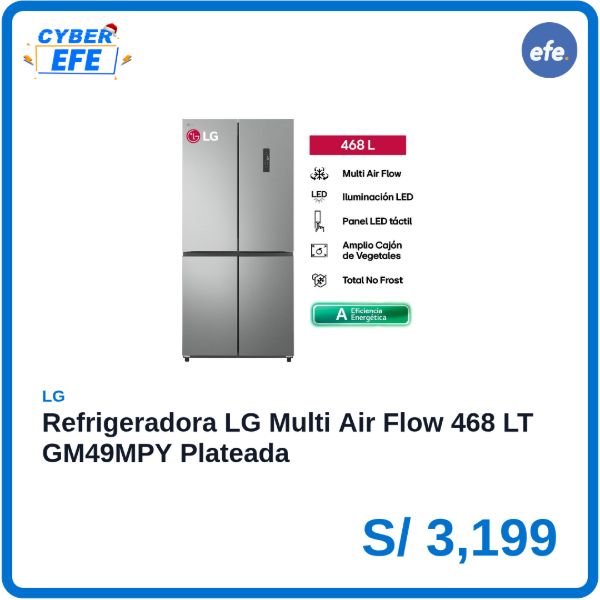 CYBER
EFE
efe.
LG
468 L
Multi Air Flow
LED
Iluminación LED
Panel LED táctil
Amplio Cajón
de Vegetales
Total No Frost
A Eficiencia
Energética
LG
Refrigeradora LG Multi Air Flow 468 LT
GM49MPY Plateada
S/ 3,199